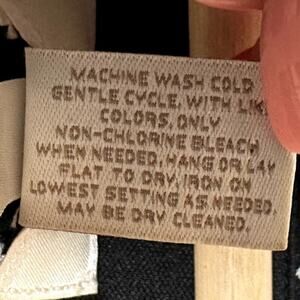 MACHINE WASH COLD
GENTLE CYCLE, WITH LIK
COLORS, ONLY
NON-CHLORINE BLEACH
WHEN NEEDED, HANG OR LAY
FLAT TO DRY, IRON ON
LOWEST SETTING AS NEEDED,
MAY BE DRY CLEANED.